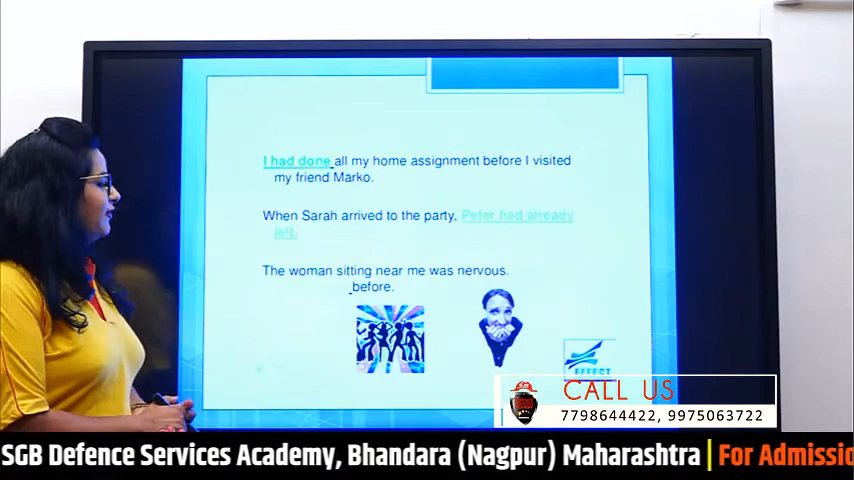 I had done all my home assignment before I visited
my friend Marko.
When Sarah arrived to the party, Peter had already
left.
The woman sitting near me was nervous.
before.
EFFECT
CALL US
7798644422, 9975063722
SGB Defence Services Academy, Bhandara (Nagpur) Maharashtra | For Admissio